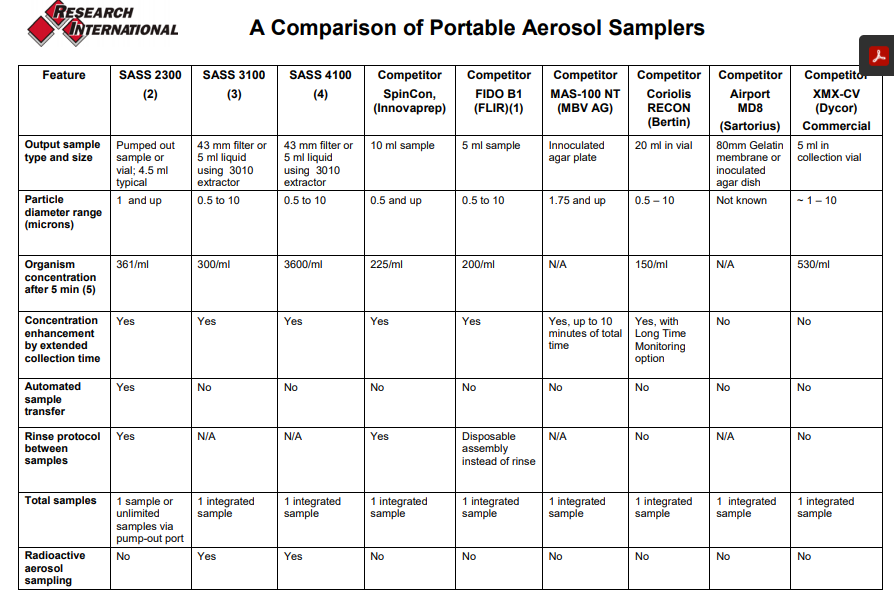 RESEARCH
INTERNATIONAL
A Comparison of Portable Aerosol Samplers
Feature
SASS 2300
(2)
SASS 3100
(3)
SASS 4100
(4)
Competitor
SpinCon,
(Innovaprep)
Competitor
FIDO B1
(FLIR)(1)
Competitor
MAS-100 NT
(MBV AG)
Competitor
Coriolis
RECON
(Bertin)
Competitor
Airport
MD8
(Sartorius)
Competitor
XMX-CV
(Dycor)
Commercial
Output sample
type and size
Pumped out
sample or
vial; 4.5 ml
typical
43 mm filter or
5 ml liquid
using 3010
extractor
43 mm filter or
5 ml liquid
using 3010
extractor
10 ml sample
5 ml sample
Innoculated
agar plate
20 ml in vial
80mm Gelatin
membrane or
inoculated
agar dish
5 ml in
collection vial
Particle
diameter range
(microns)
1 and up
0.5 to 10
0.5 to 10
0.5 and up
0.5 to 10
1.75 and up
0.5 – 10
Not known
~ 1 – 10
Organism
concentration
after 5 min (5)
361/ml
300/ml
3600/ml
225/ml
200/ml
N/A
150/ml
N/A
530/ml
Concentration
enhancement
by extended
collection time
Yes
Yes
Yes
Yes
Yes
Yes, up to 10
minutes of total
time
Yes, with
Long Time
Monitoring
option
No
No
Automated
sample
transfer
Yes
No
No
No
No
No
No
No
No
Rinse protocol
between
samples
Yes
N/A
N/A
Yes
Disposable
assembly
instead of rinse
N/A
No
N/A
No
Total samples
1 sample or
unlimited
samples via
pump-out port
1 integrated
sample
1 integrated
sample
1 integrated
sample
1 integrated
sample
1 integrated
sample
1 integrated
sample
1 integrated
sample
1 integrated
sample
Radioactive
aerosol
sampling
No
Yes
Yes
No
No
No
No
No
No